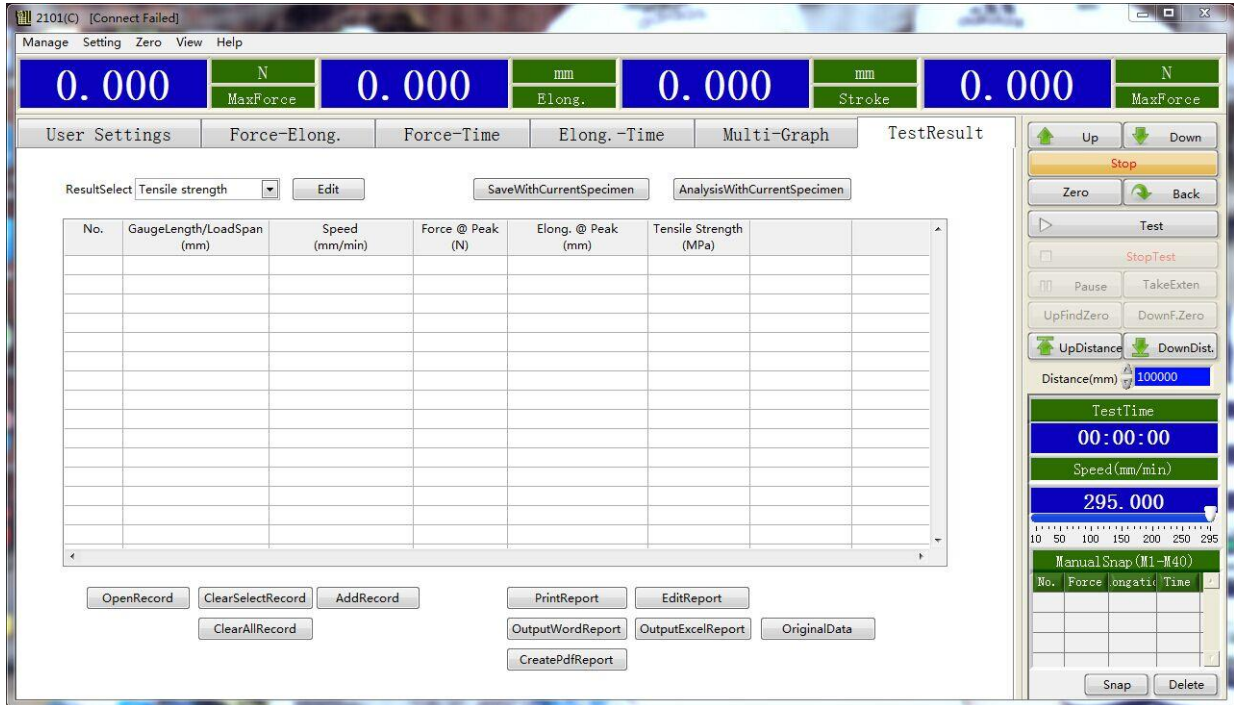 2101(C) [Connect Failed]
Manage Setting Zero View Help
0.000 N MaxForce
0.000 mm Elong.
0.000 mm Stroke
0.000 N MaxForce
User Settings Force-Elong. Force-Time Elong.-Time Multi-Graph TestResult
ResultSelect Tensile strength Edit SaveWithCurrentSpecimen AnalysisWithCurrentSpecimen
No. GaugeLength/LoadSpan (mm) Speed (mm/min) Force @ Peak (N) Elong. @ Peak (mm) Tensile Strength (MPa)
OpenRecord ClearSelectRecord AddRecord PrintReport EditReport
ClearAllRecord OutputWordReport OutputExcelReport OriginalData
CreatePdfReport
Up Down
Stop
Zero Back
Test
StopTest
Pause TakeExten
UpFindZero DownF.Zero
UpDistance DownDist.
Distance(mm) 100000
TestTime
00:00:00
Speed(mm/min)
295.000
10 50 100 150 200 250 295
ManualSnap(M1-M40)
No. Force ongatic Time
Snap Delete